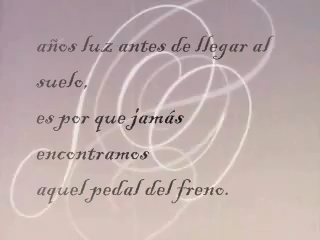 años luz antes de llegar al
suelo,
es por que jamás
encontramos
aquel pedal del freno.